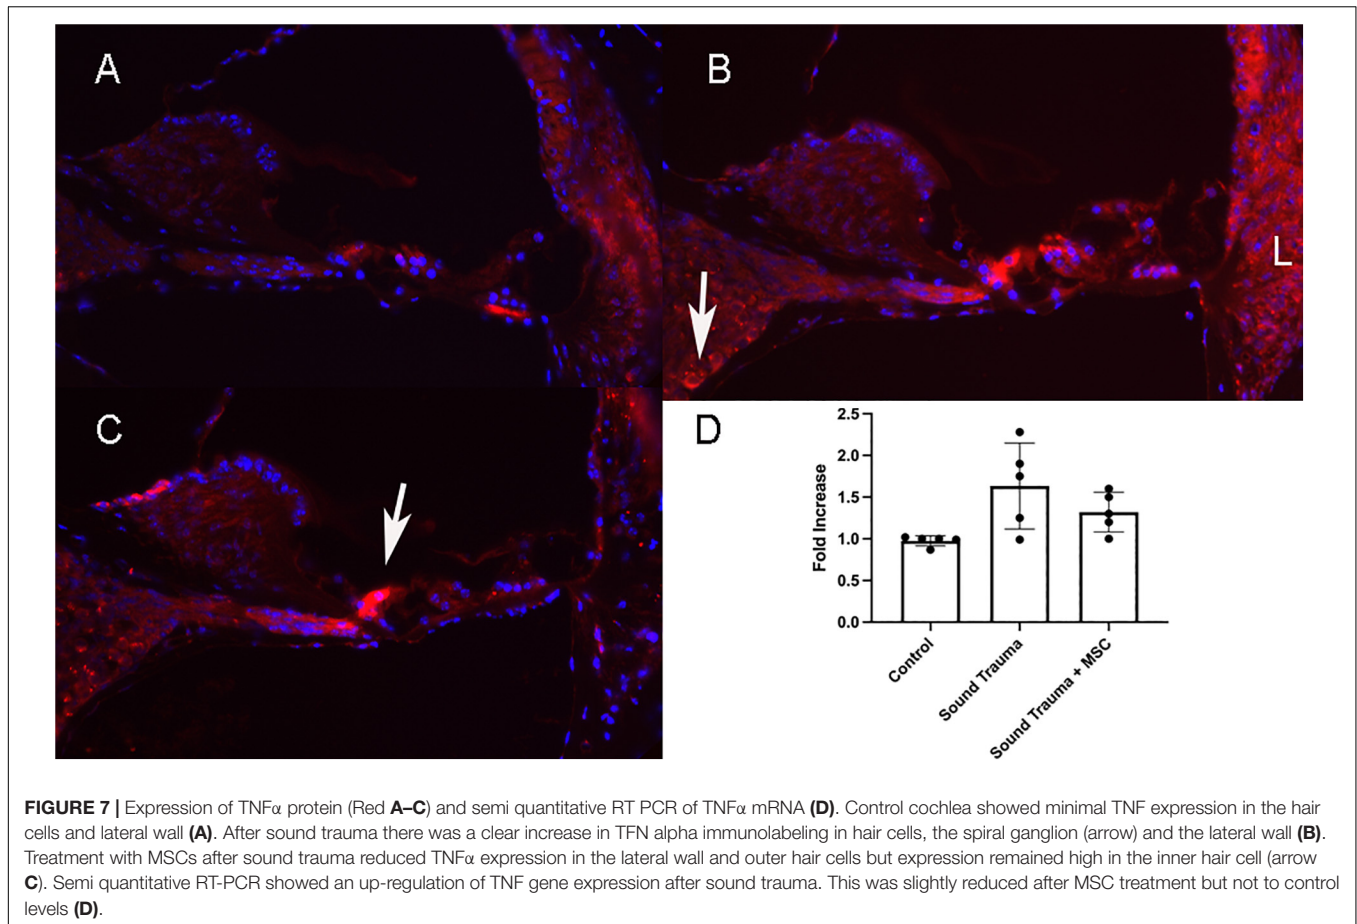 A
B
L
C
D
2.5
2.0
1.5
1.0
0.5
0.0
Fold Increase
Control
Sound Trauma
Sound Trauma + MSC
FIGURE 7 | Expression of TNFα protein (Red A–C) and semi quantitative RT PCR of TNFα mRNA (D). Control cochlea showed minimal TNF expression in the hair
cells and lateral wall (A). After sound trauma there was a clear increase in TFN alpha immunolabeling in hair cells, the spiral ganglion (arrow) and the lateral wall (B).
Treatment with MSCs after sound trauma reduced TNFα expression in the lateral wall and outer hair cells but expression remained high in the inner hair cell (arrow
C). Semi quantitative RT-PCR showed an up-regulation of TNF gene expression after sound trauma. This was slightly reduced after MSC treatment but not to control
levels (D).